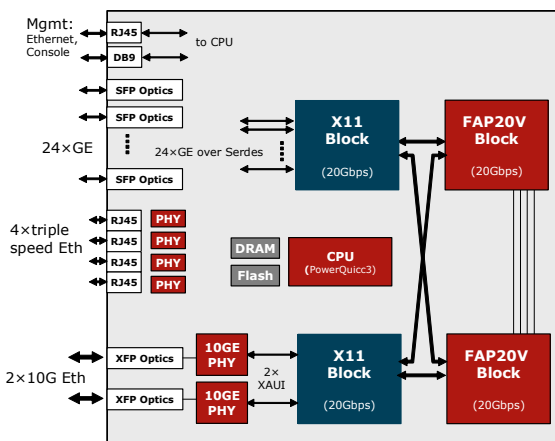 Mgmt:
Ethernet,
Console
RJ45
DB9
to CPU
SFP Optics
SFP Optics
24×GE
24×GE over Serdes
SFP Optics
X11
Block
(20Gbps)
FAP20V
Block
(20Gbps)
4×triple
speed Eth
RJ45
PHY
RJ45
PHY
RJ45
PHY
RJ45
PHY
DRAM
Flash
CPU
(PowerQuicc3)
2×10G Eth
XFP Optics
10GE
PHY
XFP Optics
10GE
PHY
2×
XAUI
X11
Block
(20Gbps)
FAP20V
Block
(20Gbps)